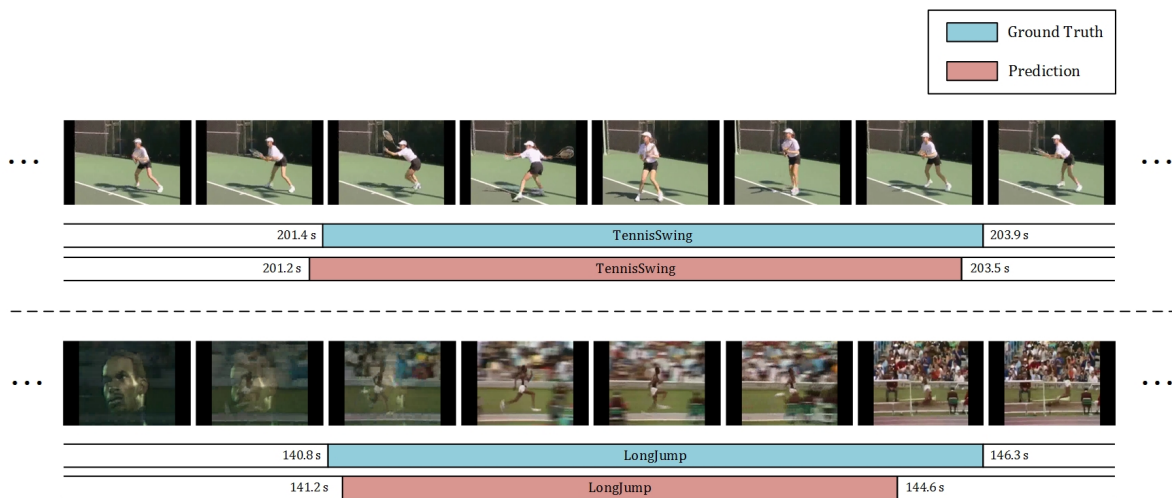 Ground Truth
Prediction
...
...
201.4 s
TennisSwing
203.9 s
201.2 s
TennisSwing
203.5 s
...
...
140.8 s
LongJump
146.3 s
141.2 s
LongJump
144.6 s